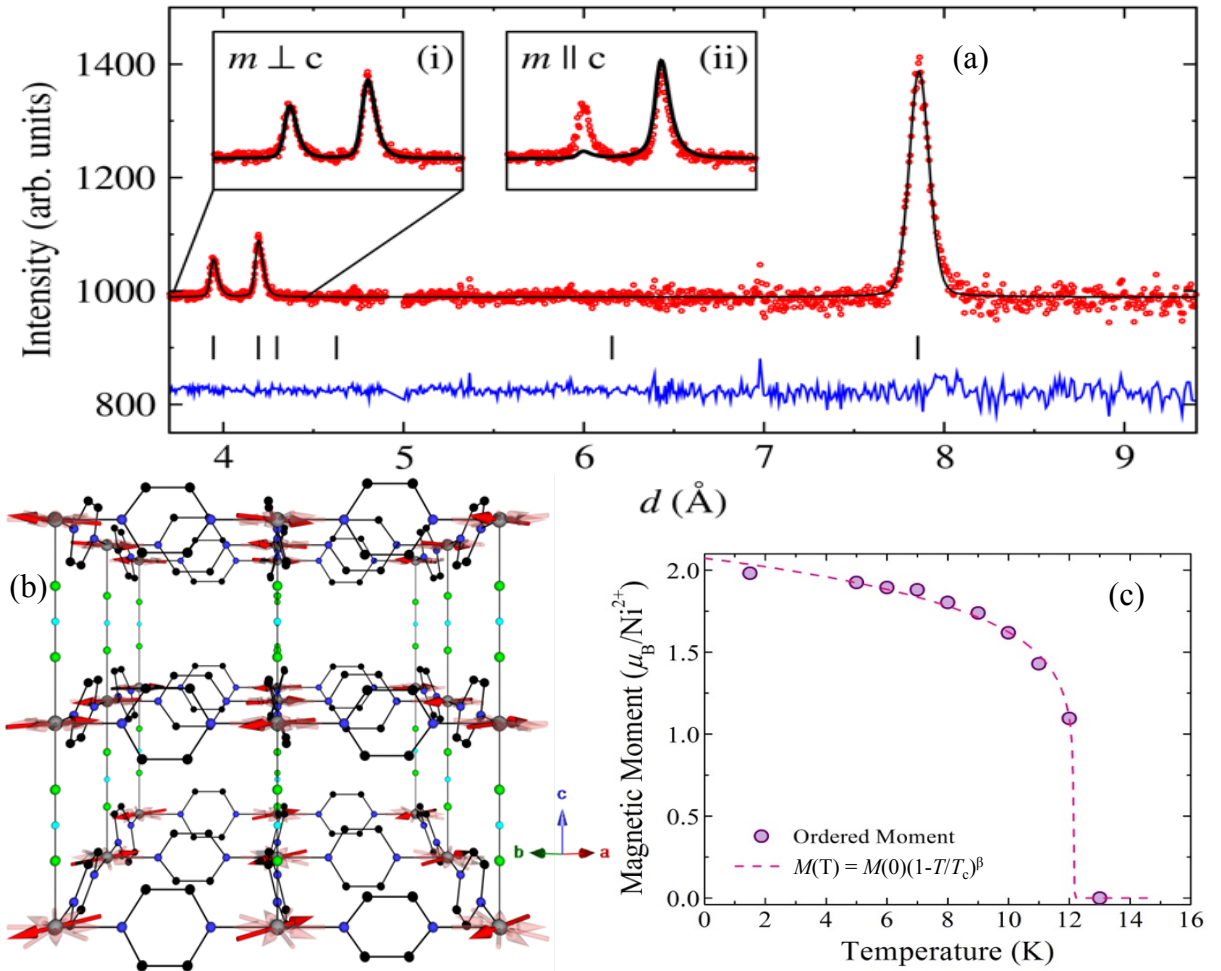 1400
1200
1000
800
Intensity (arb. units)
m ⊥ c (i)
m || c (ii)
(a)
4 5 6 7 8 9
d (Å)
(b)
c
b a
2.0
1.5
1.0
0.5
0.0
Magnetic Moment (μB/Ni2+)
(c)
Ordered Moment
M(T) = M(0)(1-T/Tc)β
0 2 4 6 8 10 12 14 16
Temperature (K)